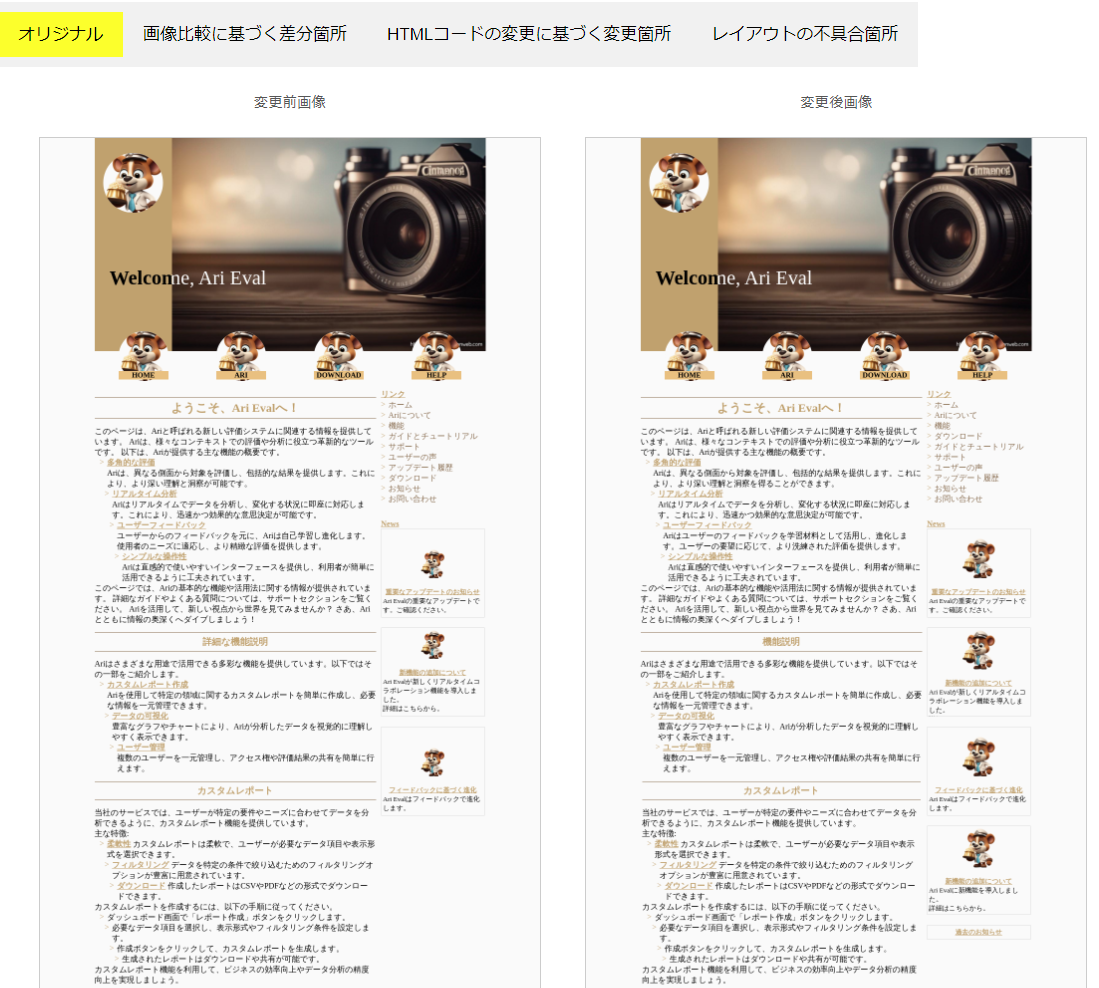 オリジナル 画像比較に基づく差分箇所 HTMLコードの変更に基づく変更箇所 レイアウトの不具合箇所
変更前画像
Welcome, Ari Eval
HOME ARI DOWNLOAD HELP
ようこそ、Ari Evalへ！
このページは、Ariと呼ばれる新しい評価システムに関連する情報を提供して
います。 Ariは、様々なコンテキストでの評価や分析に役立つ革新的なツール
です。 以下は、Ariが提供する主な機能の概要です。
> 多角的な評価
Ariは、異なる側面から対象を評価し、包括的な結果を提供します。これに
より、より深い理解と洞察が可能です。
> リアルタイム分析
Ariはリアルタイムでデータを分析し、変化する状況に即座に対応しま
す。これにより、迅速かつ効果的な意思決定が可能です。
> ユーザーフィードバック
ユーザーからのフィードバックを元に、Ariは自己学習し進化します。
使用者のニーズに適応し、より精緻な評価を提供します。
> シンプルな操作性
Ariは直感的で使いやすいインターフェースを提供し、利用者が簡単に
活用できるように工夫されています。
このページでは、Ariの基本的な機能や活用法に関する情報が提供されていま
す。 詳細なガイドやよくある質問については、サポートセクションをご覧く
ださい。 Ariを活用して、新しい視点から世界を見てみませんか？ さあ、Ari
とともに情報の奥深くへダイブしましょう！
詳細な機能説明
Ariはさまざまな用途で活用できる多彩な機能を提供しています。以下ではそ
の一部をご紹介します。
> カスタムレポート作成
Ariを使用して特定の領域に関するカスタムレポートを簡単に作成し、必要
な情報を一元管理できます。
> データの可視化
豊富なグラフやチャートにより、Ariが分析したデータを視覚的に理解し
やすく表示できます。
> ユーザー管理
複数のユーザーを一元管理し、アクセス権や評価結果の共有を簡単に行
えます。
カスタムレポート
当社のサービスでは、ユーザーが特定の要件やニーズに合わせてデータを分
析できるように、カスタムレポート機能を提供しています。
主な特徴:
> 柔軟性 カスタムレポートは柔軟で、ユーザーが必要なデータ項目や表示形
式を選択できます。
> フィルタリング データを特定の条件で絞り込むためのフィルタリングオ
プションが豊富に用意されています。
> ダウンロード 作成したレポートはCSVやPDFなどの形式でダウンロー
ドできます。
カスタムレポートを作成するには、以下の手順に従ってください。
> ダッシュボード画面で「レポート作成」ボタンをクリックします。
> 必要なデータ項目を選択し、表示形式やフィルタリング条件を設定しま
す。
> 作成ボタンをクリックして、カスタムレポートを生成します。
> 生成されたレポートはダウンロードや共有が可能です。
カスタムレポート機能を利用して、ビジネスの効率向上やデータ分析の精度
向上を実現しましょう。
リンク
> ホーム
> Ariについて
> 機能
> ガイドとチュートリアル
> サポート
> ユーザーの声
> アップデート履歴
> ダウンロード
> お知らせ
> お問い合わせ
News
重要なアップデートのお知らせ
Ari Evalの重要なアップデートで
す。ご確認ください。
新機能の追加について
Ari Evalが新しくリアルタイムコ
ラボレーション機能を導入しま
した。
詳細はこちらから。
フィードバックに基づく進化
Ari Evalはフィードバックで進化
します。
変更後画像
Welcome, Ari Eval
HOME ARI DOWNLOAD HELP
ようこそ、Ari Evalへ！
このページは、Ariと呼ばれる新しい評価システムに関連する情報を提供して
います。 Ariは、様々なコンテキストでの評価や分析に役立つ革新的なツール
です。 以下は、Ariが提供する主な機能の概要です。
> 多角的な評価
Ariは、異なる側面から対象を評価し、包括的な結果を提供します。これに
より、より深い理解と洞察を得ることができます。
> リアルタイム分析
Ariはリアルタイムでデータを分析し、変化する状況に即座に対応しま
す。これにより、迅速かつ効果的な意思決定が可能です。
> ユーザーフィードバック
Ariはユーザーのフィードバックを学習材料として活用し、進化しま
す。ユーザーの要望に応じて、より洗練された評価を提供します。
> シンプルな操作性
Ariは直感的で使いやすいインターフェースを提供し、利用者が簡単に
活用できるように工夫されています。
このページでは、Ariの基本的な機能や活用法に関する情報が提供されていま
す。 詳細なガイドやよくある質問については、サポートセクションをご覧く
ださい。 Ariを活用して、新しい視点から世界を見てみませんか？ さあ、Ari
とともに情報の奥深くへダイブしましょう！
機能説明
Ariはさまざまな用途で活用できる多彩な機能を提供しています。以下ではそ
の一部をご紹介します。
> カスタムレポート作成
Ariを使用して特定の領域に関するカスタムレポートを簡単に作成し、必要
な情報を一元管理できます。
> データの可視化
豊富なグラフやチャートにより、Ariが分析したデータを視覚的に理解し
やすく表示できます。
> ユーザー管理
複数のユーザーを一元管理し、アクセス権や評価結果の共有を簡単に行
えます。
カスタムレポート
当社のサービスでは、ユーザーが特定の要件やニーズに合わせてデータを分
析できるように、カスタムレポート機能を提供しています。
主な特徴:
> 柔軟性 カスタムレポートは柔軟で、ユーザーが必要なデータ項目や表示
形式を選択できます。
> フィルタリング データを特定の条件で絞り込むためのフィルタリング
オプションが豊富に用意されています。
> ダウンロード 作成したレポートはCSVやPDFなどの形式でダウンロー
ドできます。
カスタムレポートを作成するには、以下の手順に従ってください。
> ダッシュボード画面で「レポート作成」ボタンをクリックします。
> 必要なデータ項目を選択し、表示形式やフィルタリング条件を設定しま
す。
> 作成ボタンをクリックして、カスタムレポートを生成します。
> 生成されたレポートはダウンロードや共有が可能です。
カスタムレポート機能を利用して、ビジネスの効率向上やデータ分析の精度
向上を実現しましょう。
リンク
> ホーム
> Ariについて
> 機能
> ダウンロード
> ガイドとチュートリアル
> サポート
> ユーザーの声
> アップデート履歴
> お知らせ
> お問い合わせ
News
重要なアップデートのお知らせ
Ari Evalの重要なアップデートで
す。ご確認ください。
新機能の追加について
Ari Evalが新しくリアルタイムコ
ラボレーション機能を導入しま
した。
フィードバックに基づく進化
Ari Evalはフィードバックで進化
します。
新機能の追加について
Ari Evalに新機能を導入しまし
た。
詳細はこちらから。
過去のお知らせ